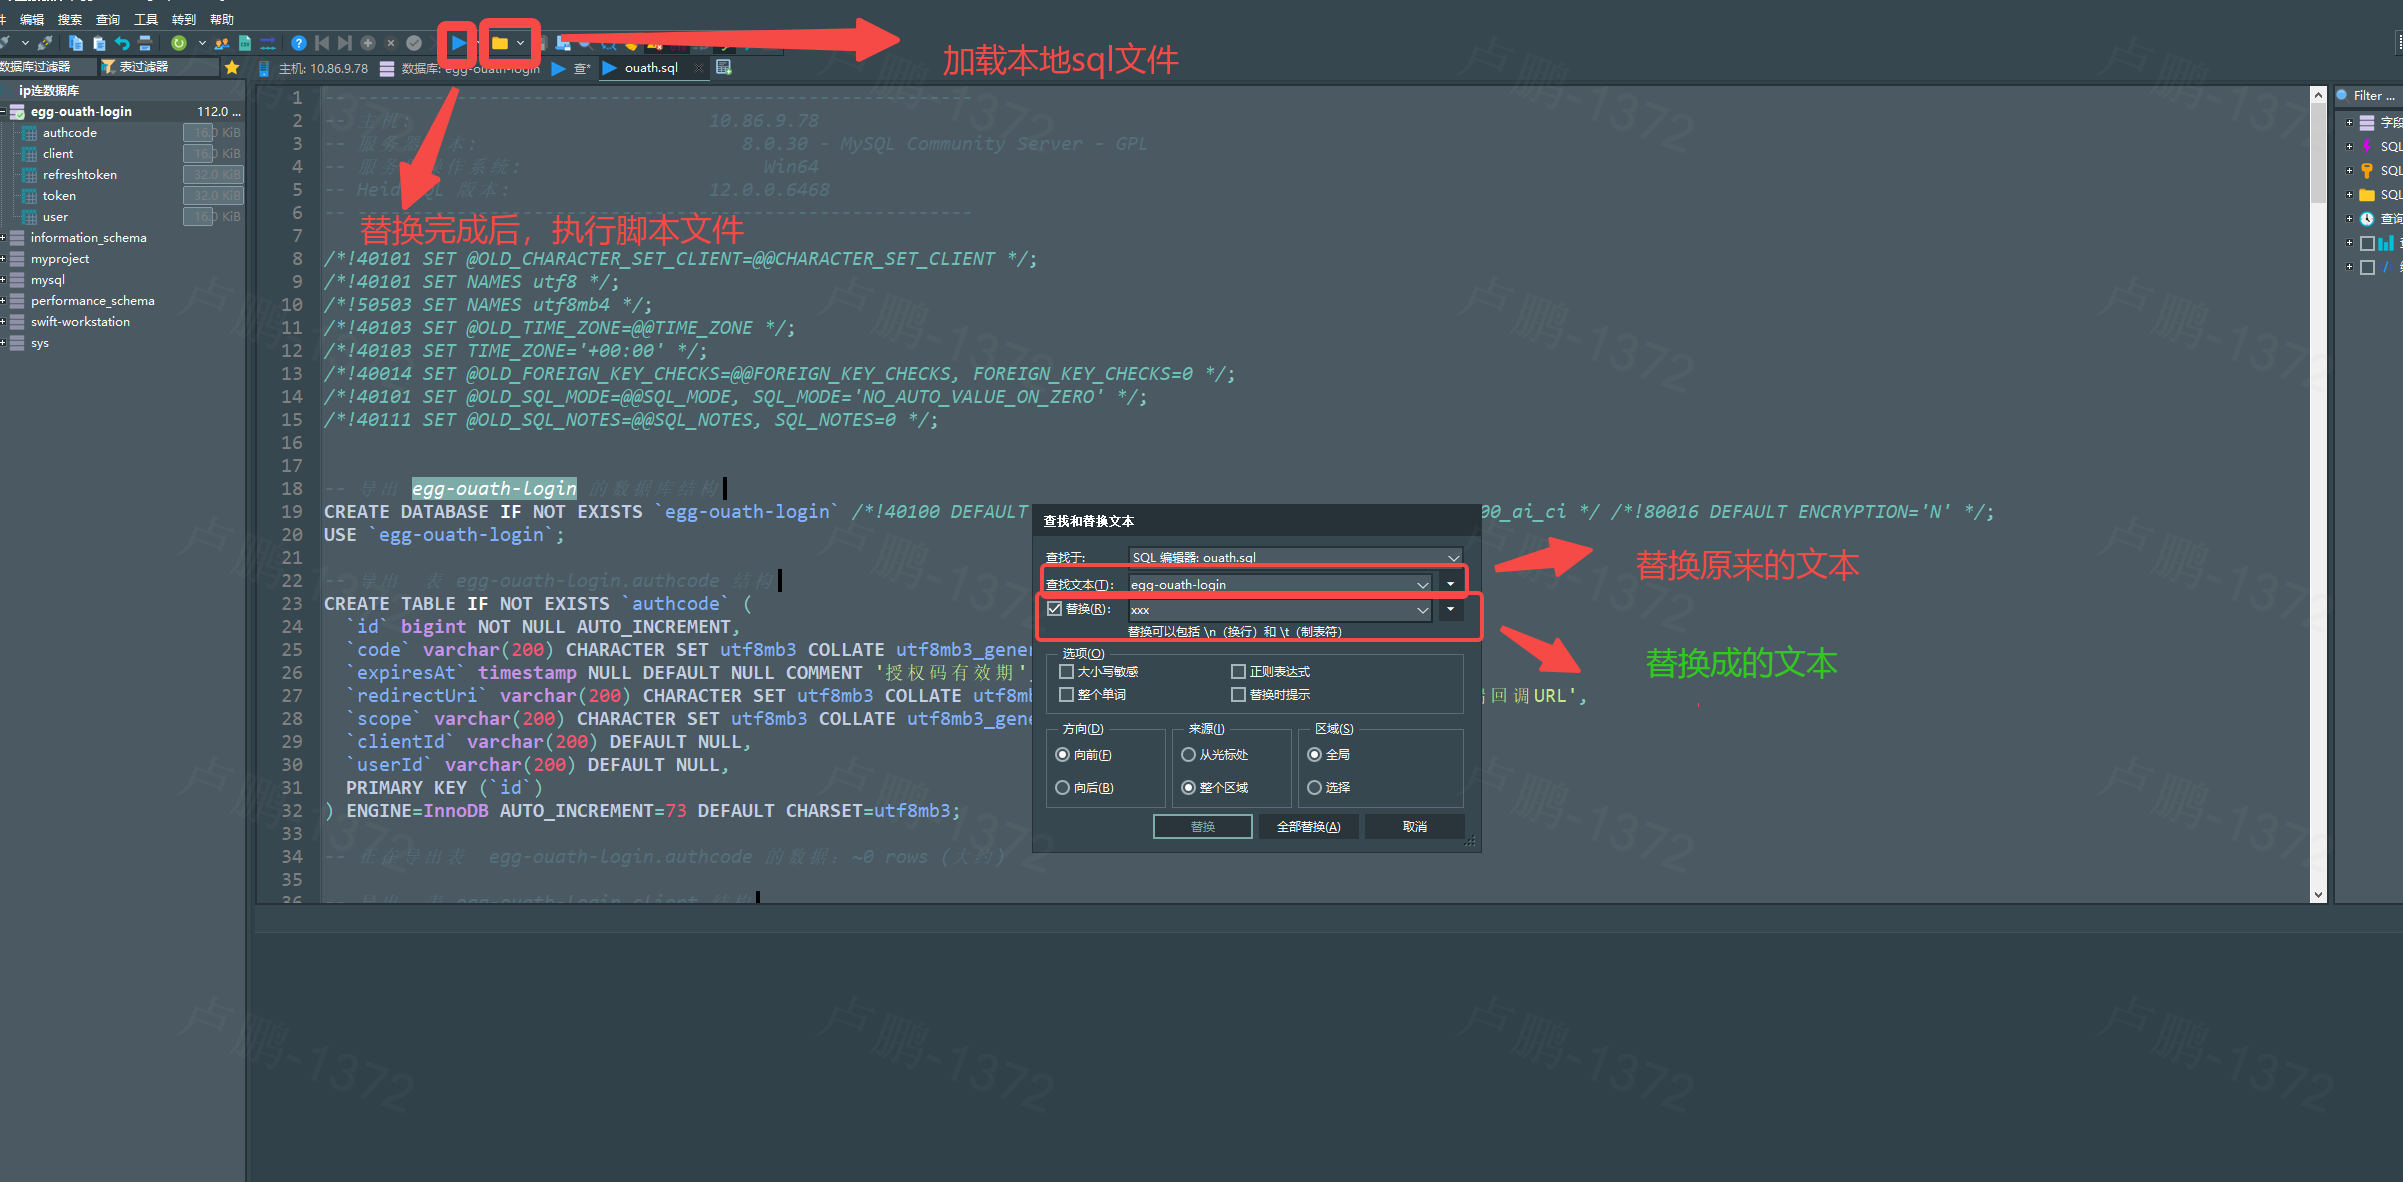 编辑 搜索 查询 工具 转到 帮助
加载本地sql文件
数据库过滤器 表过滤器
主机: 10.86.9.78 数据库: egg-ouath-login 查* ouath.sql
ip连数据库
egg-ouath-login 112.0 ...
authcode 16.0 KiB
client 16.0 KiB
refreshtoken 32.0 KiB
token 32.0 KiB
user 16.0 KiB
information_schema
myproject
mysql
performance_schema
swift-workstation
sys
Filter ...
字段
SQL
SQL
SQL
查询
1 -- --------------------------------------------------------
2 -- 主机: 10.86.9.78
3 -- 服务器 本: 8.0.30 - MySQL Community Server - GPL
4 -- 服务 操作系统: Win64
5 -- HeidiSQL 版本: 12.0.0.6468
6 -- --------------------------------------------------------
替换完成后，执行脚本文件
7
8 /*!40101 SET @OLD_CHARACTER_SET_CLIENT=@@CHARACTER_SET_CLIENT */;
9 /*!40101 SET NAMES utf8 */;
10 /*!50503 SET NAMES utf8mb4 */;
11 /*!40103 SET @OLD_TIME_ZONE=@@TIME_ZONE */;
12 /*!40103 SET TIME_ZONE='+00:00' */;
13 /*!40014 SET @OLD_FOREIGN_KEY_CHECKS=@@FOREIGN_KEY_CHECKS, FOREIGN_KEY_CHECKS=0 */;
14 /*!40101 SET @OLD_SQL_MODE=@@SQL_MODE, SQL_MODE='NO_AUTO_VALUE_ON_ZERO' */;
15 /*!40111 SET @OLD_SQL_NOTES=@@SQL_NOTES, SQL_NOTES=0 */;
16
17
18 -- 导出 egg-ouath-login 的数据库结构
19 CREATE DATABASE IF NOT EXISTS `egg-ouath-login` /*!40100 DEFAULT 00_ai_ci */ /*!80016 DEFAULT ENCRYPTION='N' */;
20 USE `egg-ouath-login`;
21
22 -- 导出 表 egg-ouath-login.authcode 结构
23 CREATE TABLE IF NOT EXISTS `authcode` (
24 `id` bigint NOT NULL AUTO_INCREMENT,
25 `code` varchar(200) CHARACTER SET utf8mb3 COLLATE utf8mb3_gener
26 `expiresAt` timestamp NULL DEFAULT NULL COMMENT '授权码有效期',
27 `redirectUri` varchar(200) CHARACTER SET utf8mb3 COLLATE utf8mb 回调URL',
28 `scope` varchar(200) CHARACTER SET utf8mb3 COLLATE utf8mb3_gene
29 `clientId` varchar(200) DEFAULT NULL,
30 `userId` varchar(200) DEFAULT NULL,
31 PRIMARY KEY (`id`)
32 ) ENGINE=InnoDB AUTO_INCREMENT=73 DEFAULT CHARSET=utf8mb3;
33
34 -- 正在导出表 egg-ouath-login.authcode 的数据: ~0 rows (大约)
35
36 -- 导出 表 egg-ouath-login.client 结构
查找和替换文本
查找于: SQL 编辑器: ouath.sql
查找文本(T): egg-ouath-login
替换(R): xxx
替换可以包括 \n（换行）和 \t（制表符）
选项(O)
大小写敏感 正则表达式
整个单词 替换时提示
方向(D) 来源(I) 区域(S)
向前(F) 从光标处 全局
向后(B) 整个区域 选择
替换 全部替换(A) 取消
替换原来的文本
替换成的文本
卢鹏-1372
卢鹏-1372
卢鹏-1372
卢鹏-1372